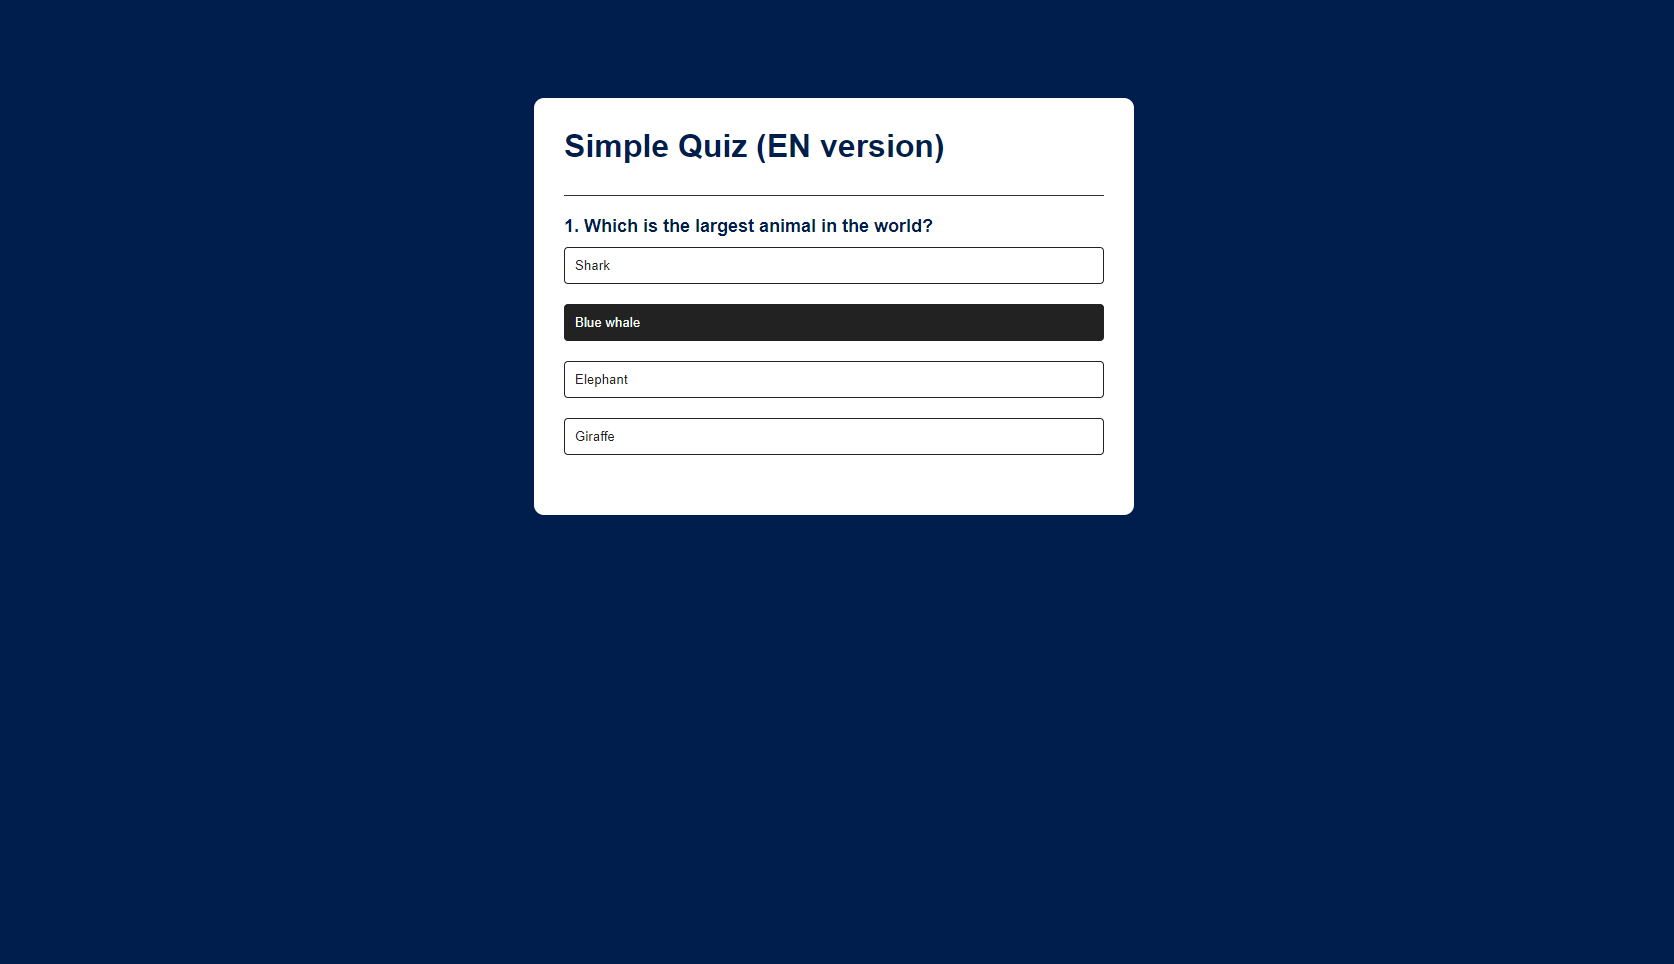 Simple Quiz (EN version)
1. Which is the largest animal in the world?
Shark
Blue whale
Elephant
Giraffe